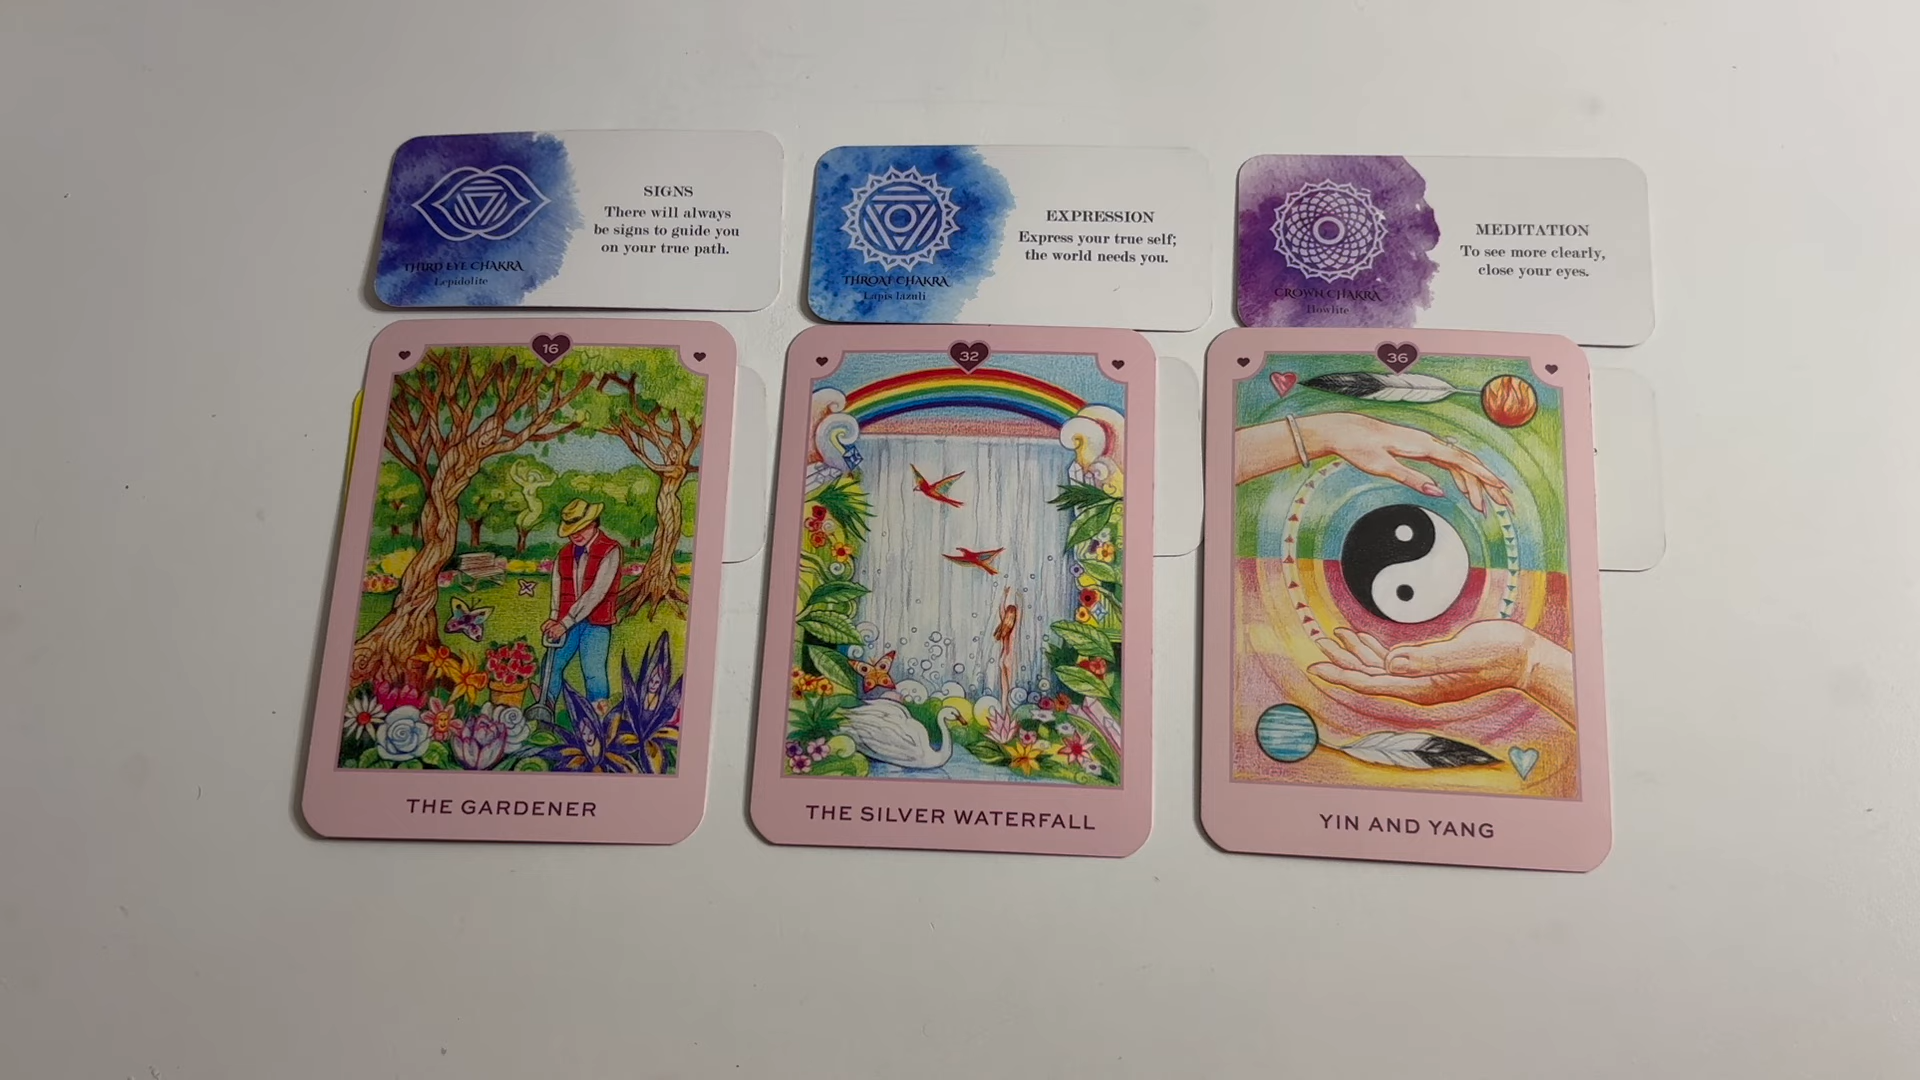 THIRD EYE CHAKRA
Lepidolite
SIGNS
There will always
be signs to guide you
on your true path.
THROAT CHAKRA
Lapis lazuli
EXPRESSION
Express your true self;
the world needs you.
CROWN CHAKRA
Howlite
MEDITATION
To see more clearly,
close your eyes.
16
THE GARDENER
32
THE SILVER WATERFALL
36
YIN AND YANG